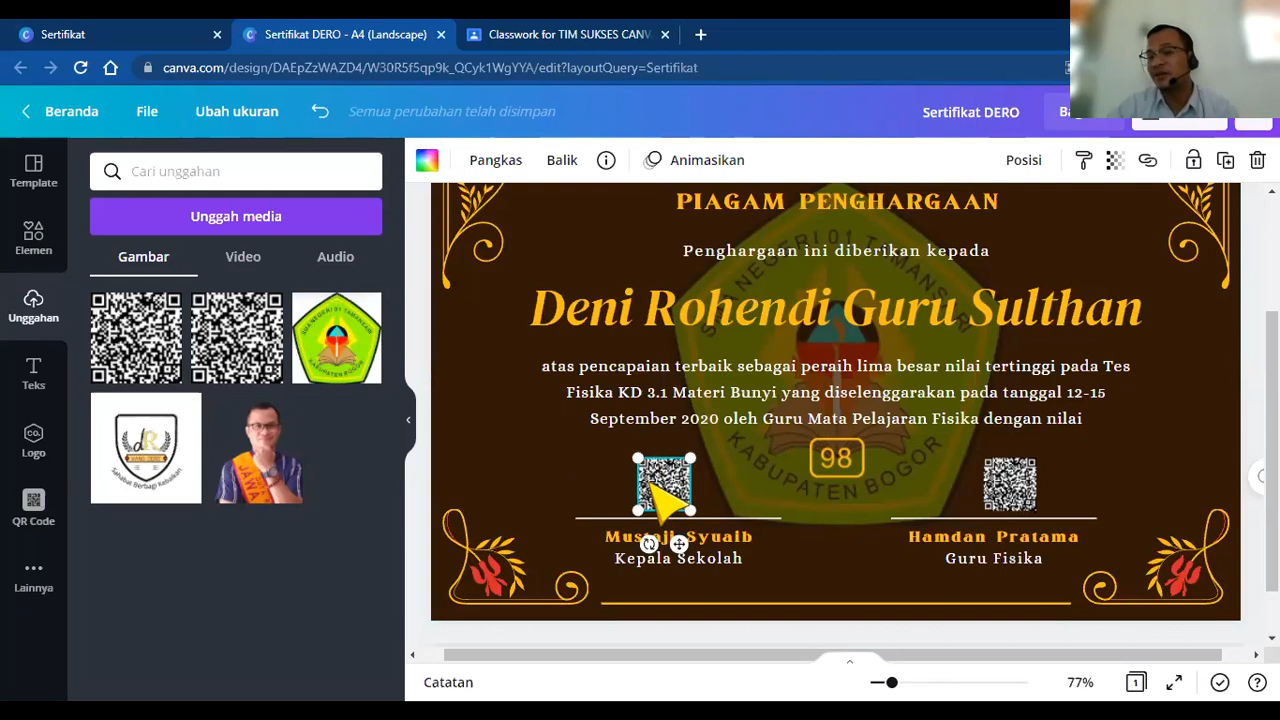 Sertifikat
Sertifikat DERO - A4 (Landscape)
Classwork for TIM SUKSES CANV
canva.com/design/DAEpZzWAZD4/W30R5f5qp9k_QCyk1WgYYA/edit?layoutQuery=Sertifikat
Beranda
File
Ubah ukuran
Semua perubahan telah disimpan
Sertifikat DERO
Template
Elemen
Unggahan
Teks
CO.
Logo
QR Code
Lainnya
Cari unggahan
Unggah media
Gambar
Video
Audio
Pangkas
Balik
Animasikan
Posisi
PIAGAM PENGHARGAAN
Penghargaan ini diberikan kepada
Deni Rohendi Guru Sulthan
atas pencapaian terbaik sebagai peraih lima besar nilai tertinggi pada Tes
Fisika KD 3.1 Materi Bunyi yang diselenggarakan pada tanggal 12-15
September 2020 oleh Guru Mata Pelajaran Fisika dengan nilai
98
Syuaib
Kepala Sekolah
Hamdan Pratama
Guru Fisika
KABUPATEN BOGOR
Catatan
77%
1